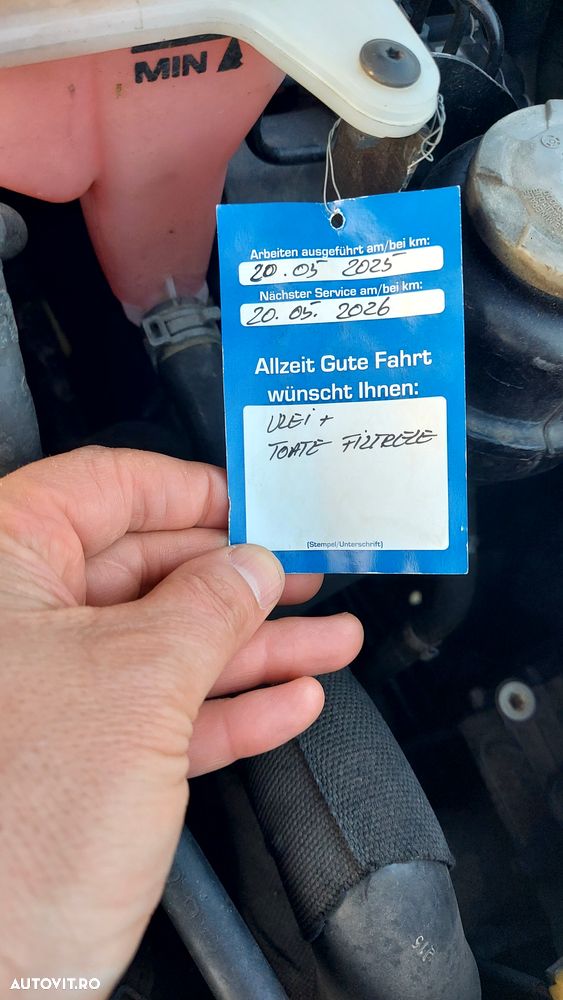 MIN
Arbeiten ausgeführt am/bei km:
20.05 2025
Nächster Service am/bei km:
20.05. 2026
Allzeit Gute Fahrt
wünscht Ihnen:
ULEi +
TOATE FILTRELE
(Stempel/Unterschrift)
AUTOVIT.RO